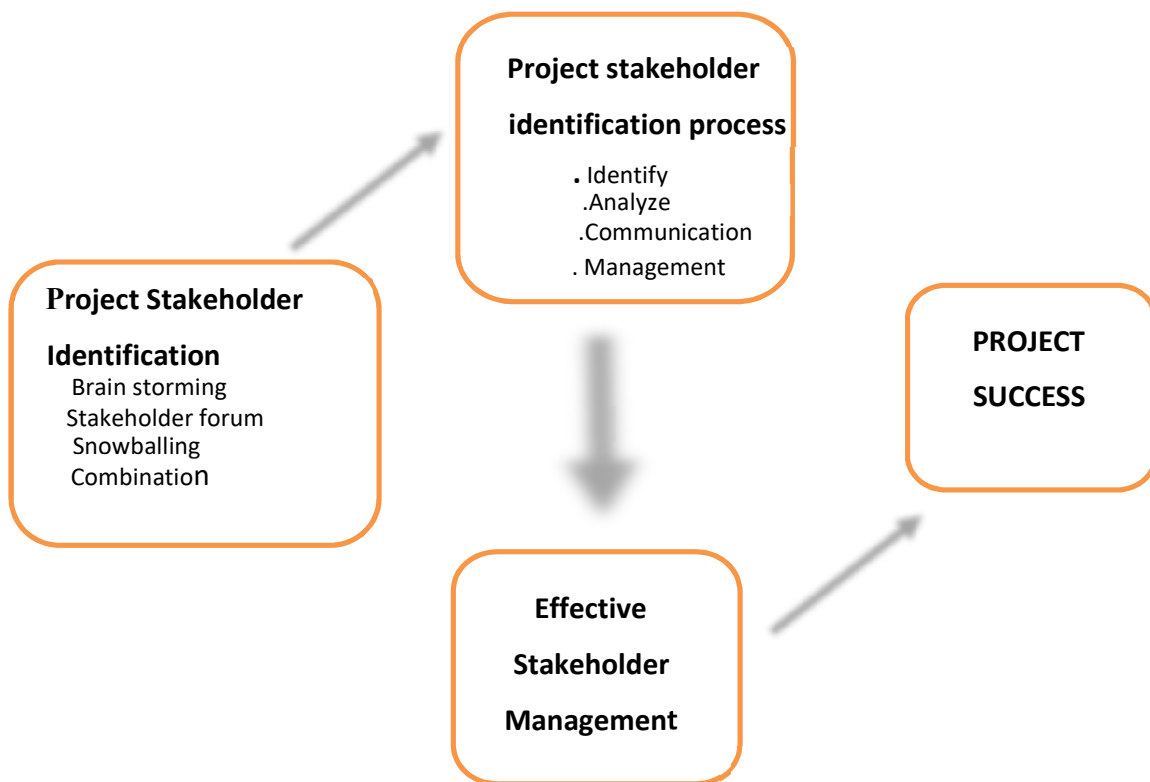 Project Stakeholder
Identification
Brain storming
Stakeholder forum
Snowballing
Combination
Project stakeholder
identification process
. Identify
.Analyze
.Communication
. Management
Effective
Stakeholder
Management
PROJECT
SUCCESS